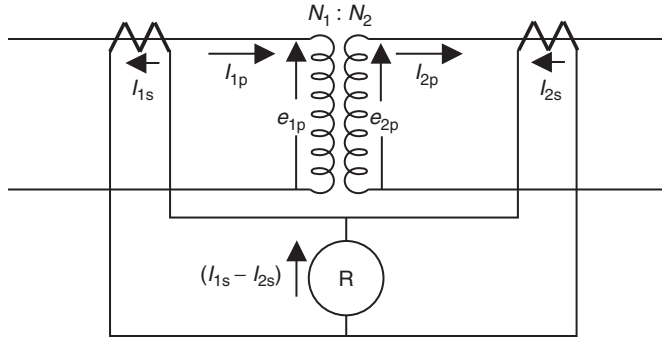 N₁ : N₂
I₁s I₁p e₁p e₂p I₂p I₂s
(I₁s – I₂s) R